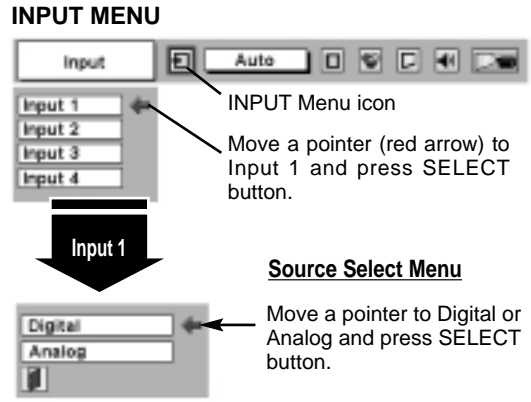 INPUT MENU
Input Auto
INPUT Menu icon
Input 1
Input 2
Input 3
Input 4
Move a pointer (red arrow) to
Input 1 and press SELECT
button.
Input 1
Source Select Menu
Digital
Analog
Move a pointer to Digital or
Analog and press SELECT
button.